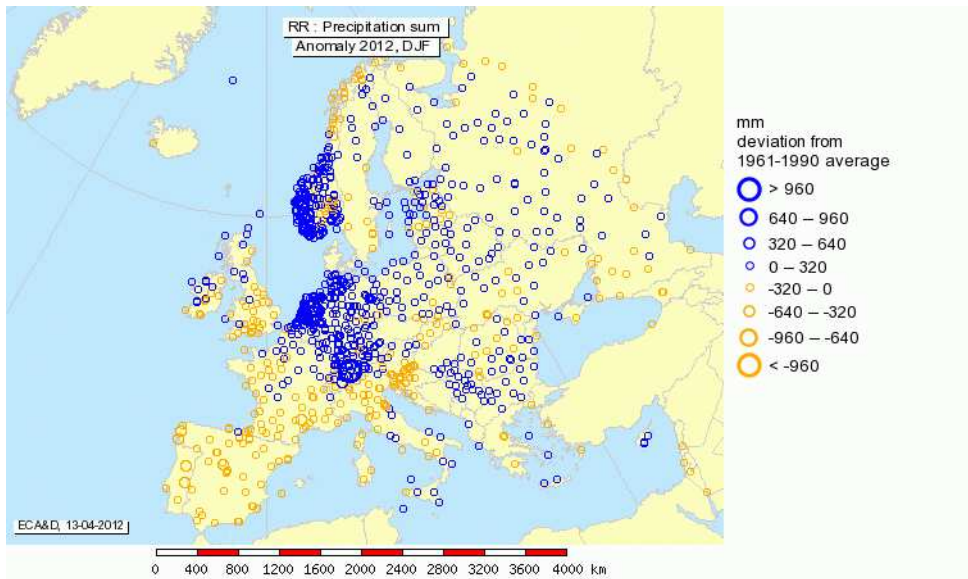 RR : Precipitation sum
Anomaly 2012, DJF
mm
deviation from
1961-1990 average
> 960
640 – 960
320 – 640
0 – 320
-320 – 0
-640 – -320
-960 – -640
< -960
ECA&D, 13-04-2012
0 400 800 1200 1600 2000 2400 2800 3200 3600 4000 km